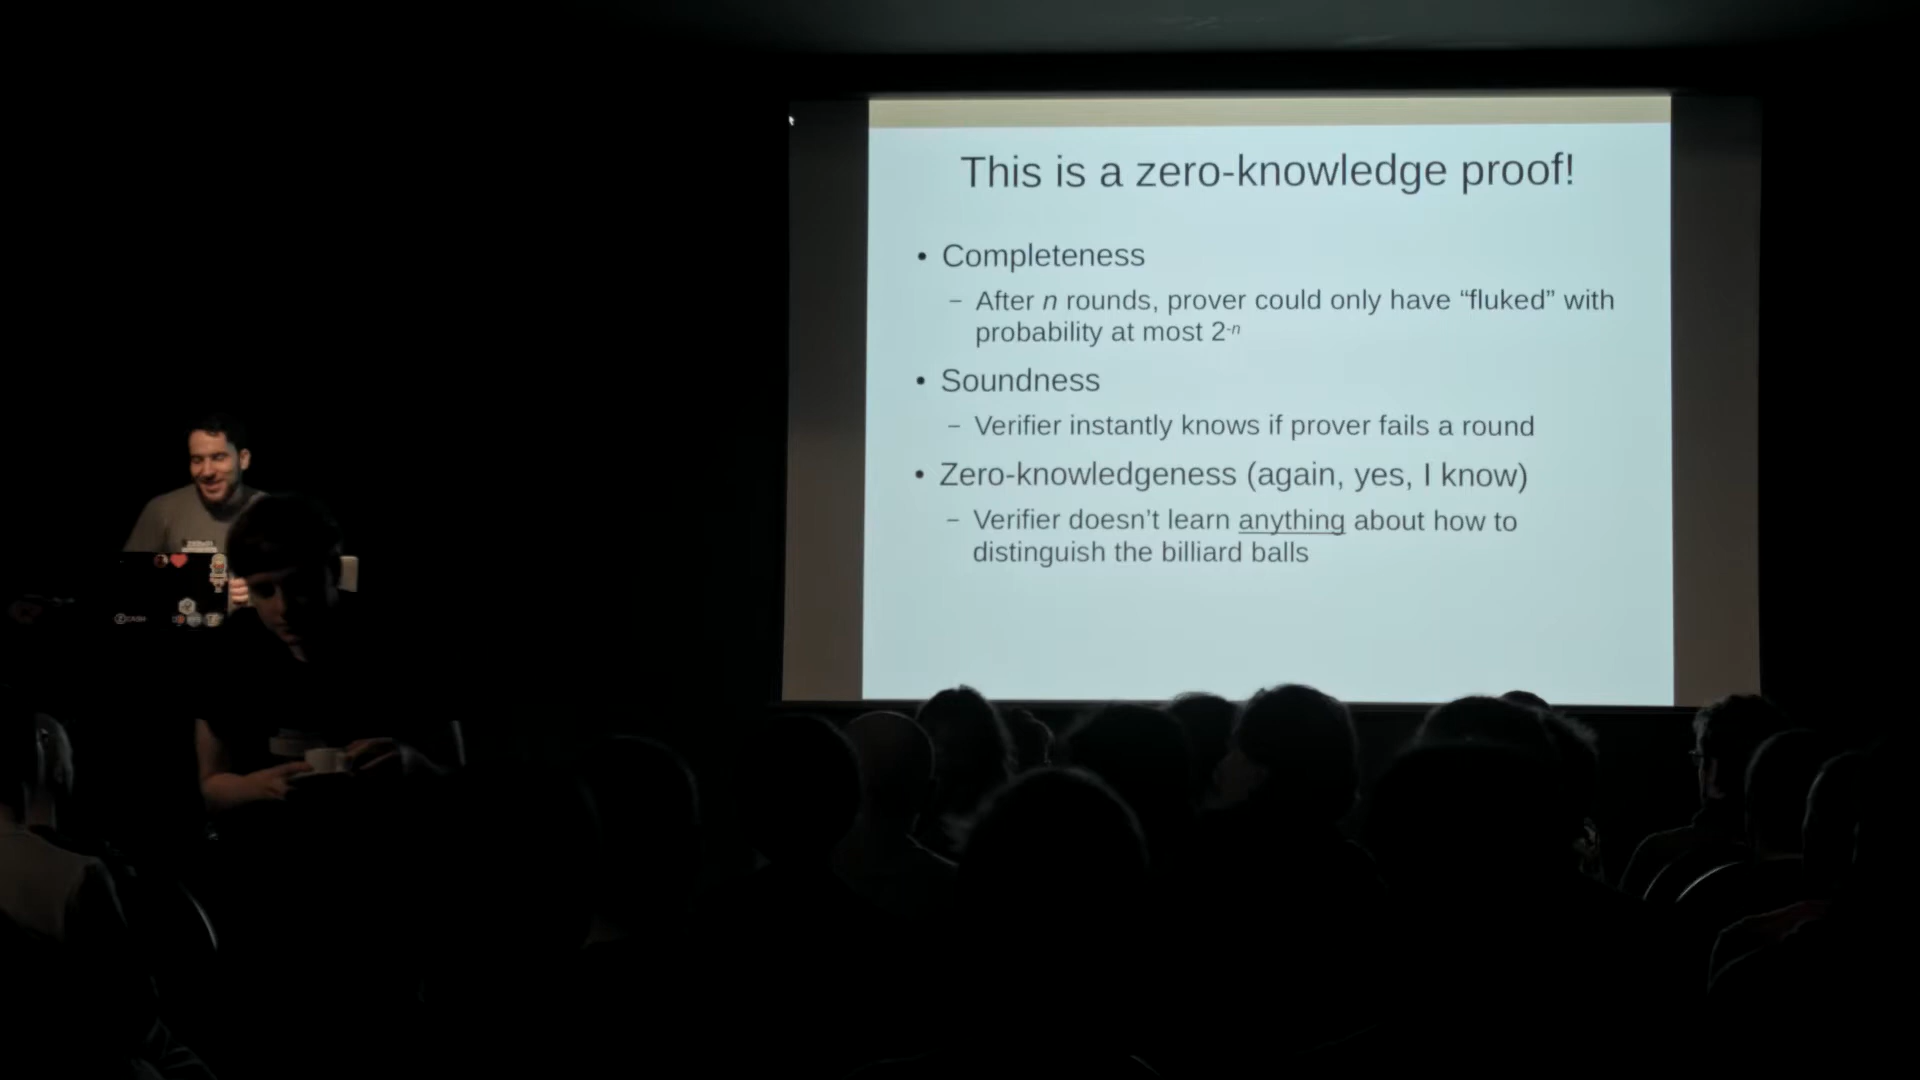 This is a zero-knowledge proof!
• Completeness
– After n rounds, prover could only have “fluked” with
probability at most 2-n
• Soundness
– Verifier instantly knows if prover fails a round
• Zero-knowledgeness (again, yes, I know)
– Verifier doesn’t learn anything about how to
distinguish the billiard balls
CASH